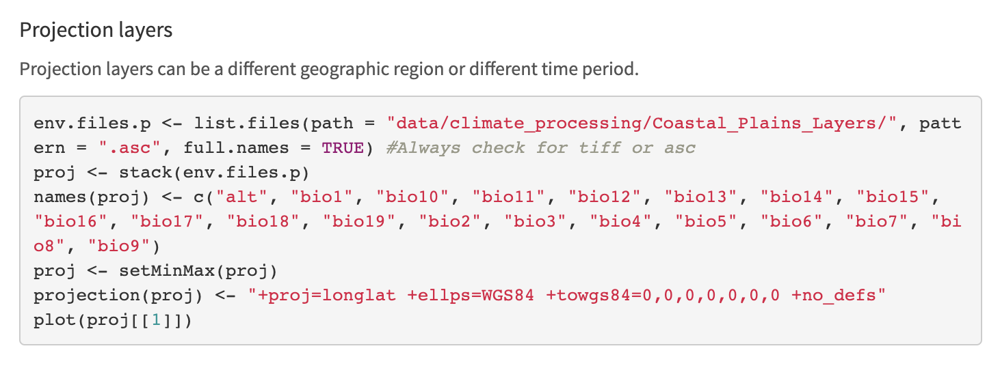 Projection layers
Projection layers can be a different geographic region or different time period.
env.files.p <- list.files(path = "data/climate_processing/Coastal_Plains_Layers/", patt
ern = ".asc", full.names = TRUE) #Always check for tiff or asc
proj <- stack(env.files.p)
names(proj) <- c("alt", "bio1", "bio10", "bio11", "bio12", "bio13", "bio14", "bio15",
"bio16", "bio17", "bio18", "bio19", "bio2", "bio3", "bio4", "bio5", "bio6", "bio7", "bi
o8", "bio9")
proj <- setMinMax(proj)
projection(proj) <- "+proj=longlat +ellps=WGS84 +towgs84=0,0,0,0,0,0,0 +no_defs"
plot(proj[[1]])